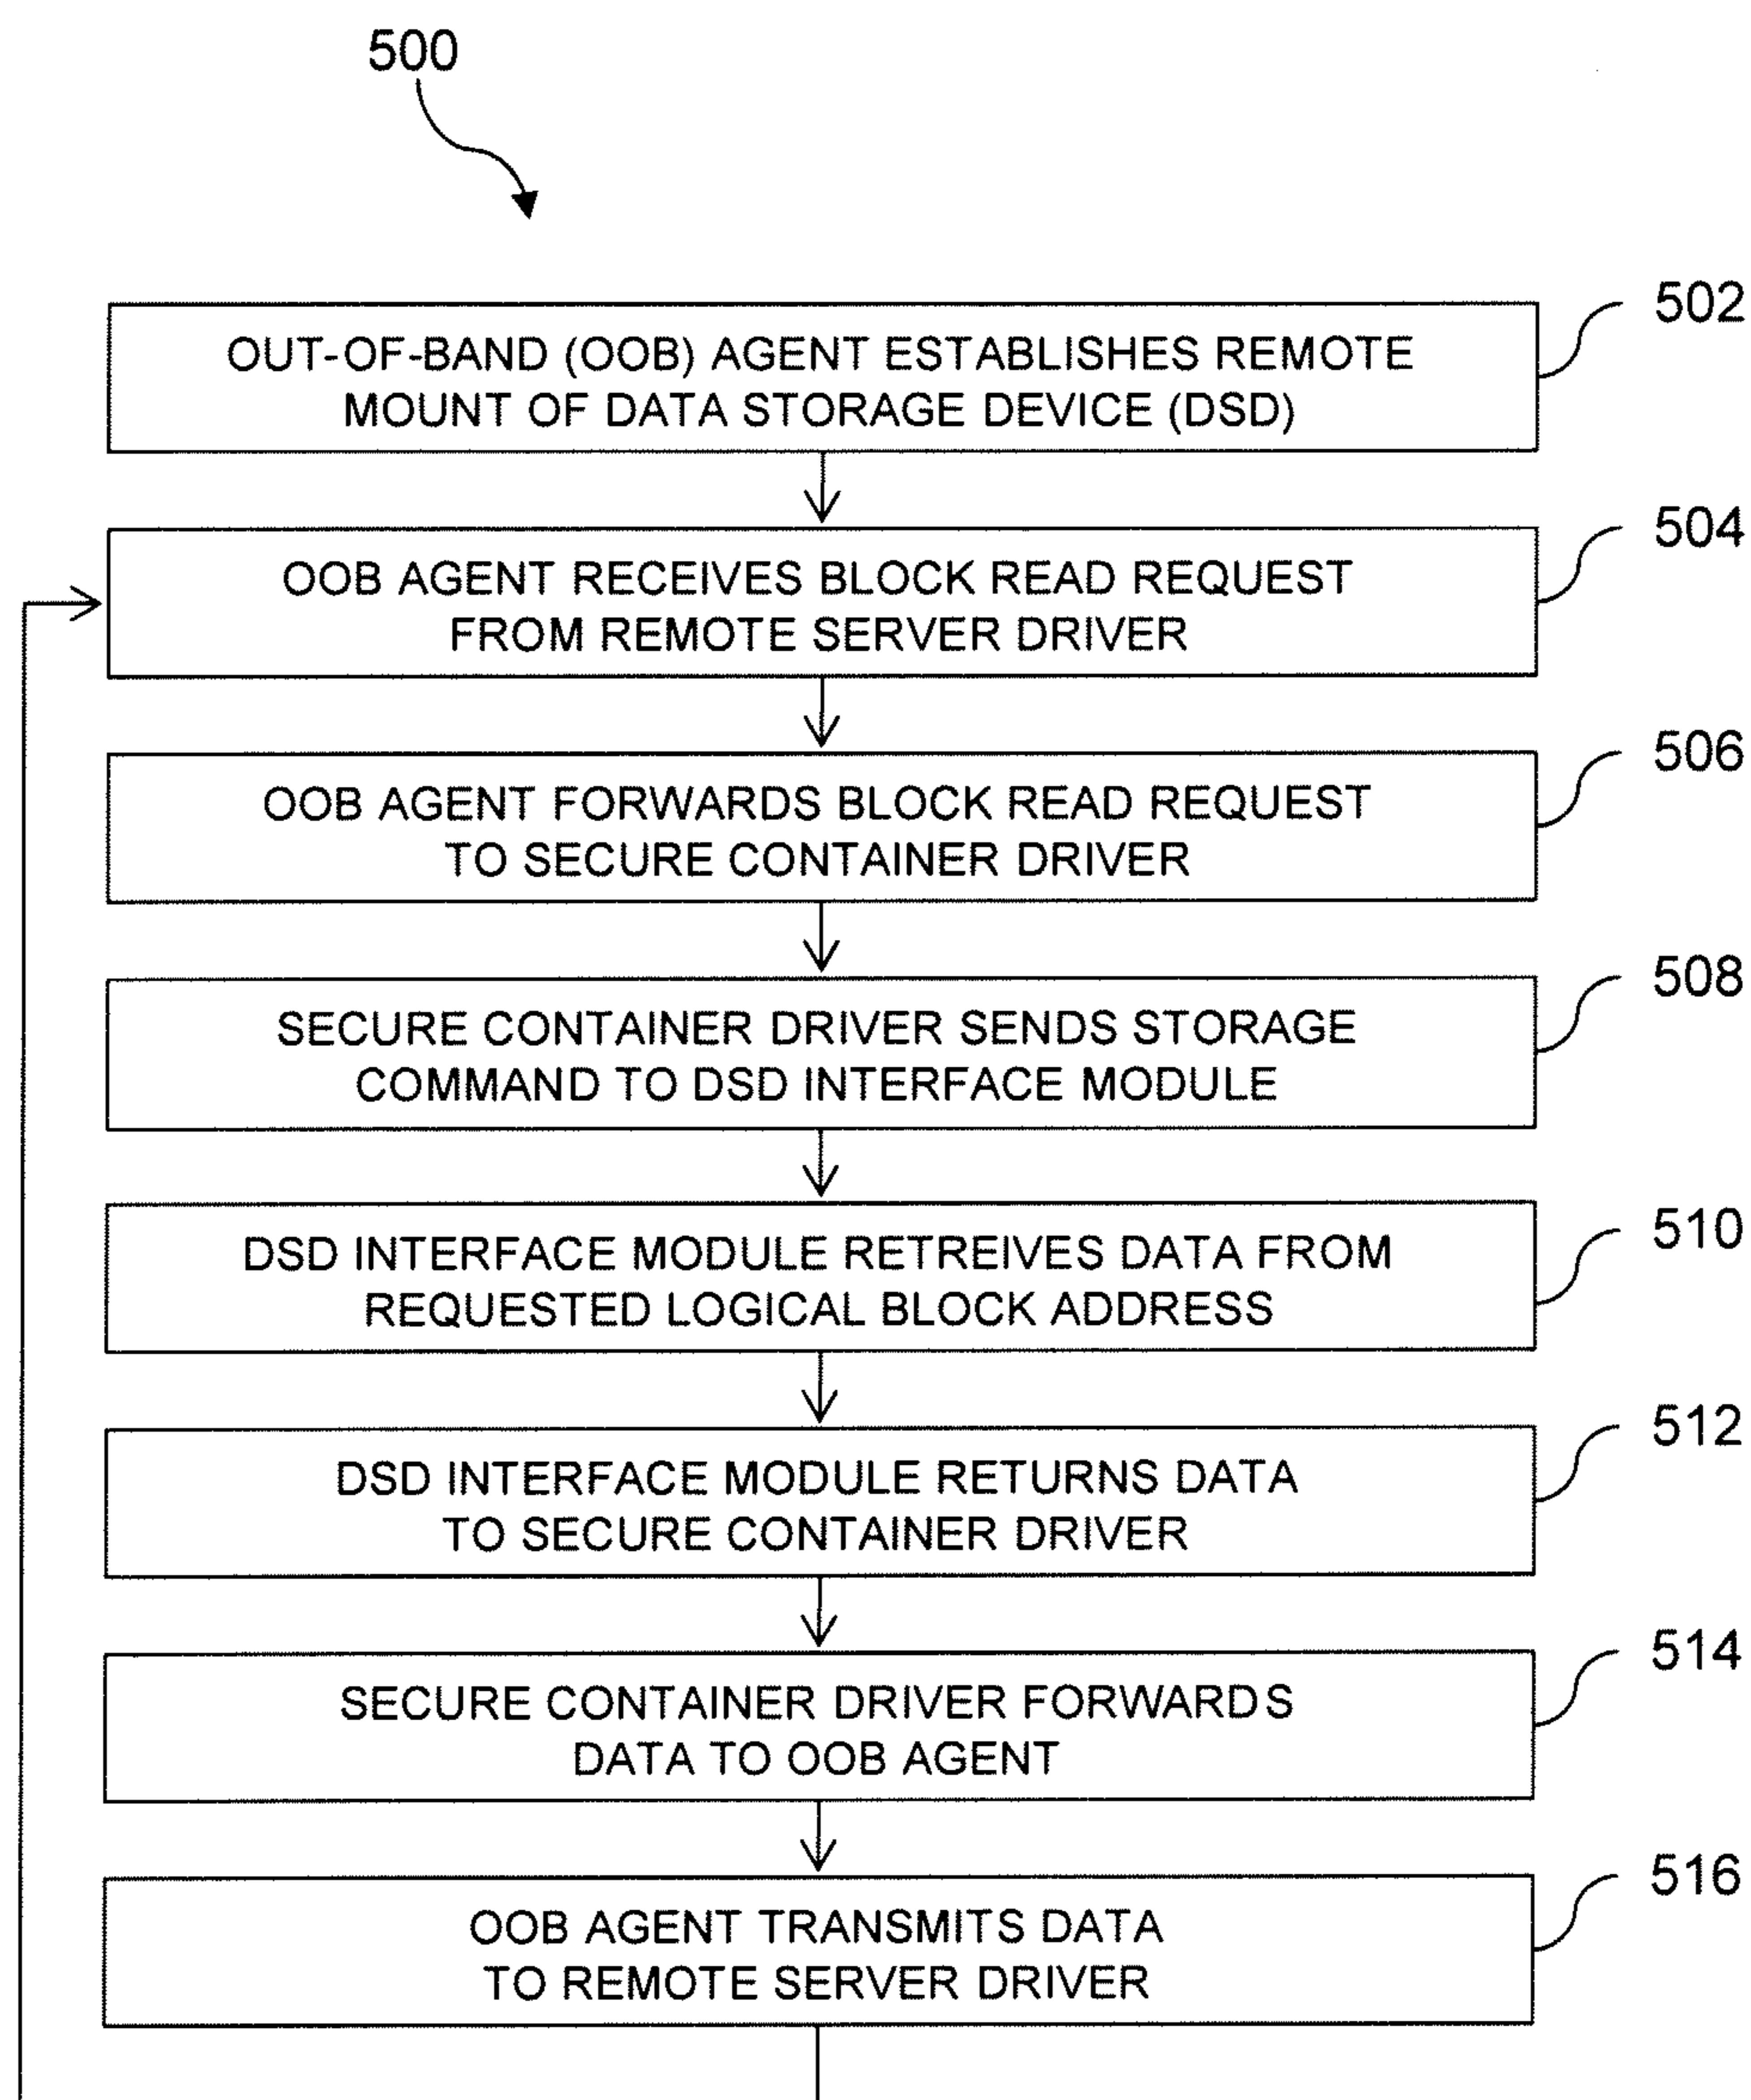 500
502
OUT-OF-BAND (OOB) AGENT ESTABLISHES REMOTE
MOUNT OF DATA STORAGE DEVICE (DSD)
504
OOB AGENT RECEIVES BLOCK READ REQUEST
FROM REMOTE SERVER DRIVER
506
OOB AGENT FORWARDS BLOCK READ REQUEST
TO SECURE CONTAINER DRIVER
508
SECURE CONTAINER DRIVER SENDS STORAGE
COMMAND TO DSD INTERFACE MODULE
510
DSD INTERFACE MODULE RETREIVES DATA FROM
REQUESTED LOGICAL BLOCK ADDRESS
512
DSD INTERFACE MODULE RETURNS DATA
TO SECURE CONTAINER DRIVER
514
SECURE CONTAINER DRIVER FORWARDS
DATA TO OOB AGENT
516
OOB AGENT TRANSMITS DATA
TO REMOTE SERVER DRIVER